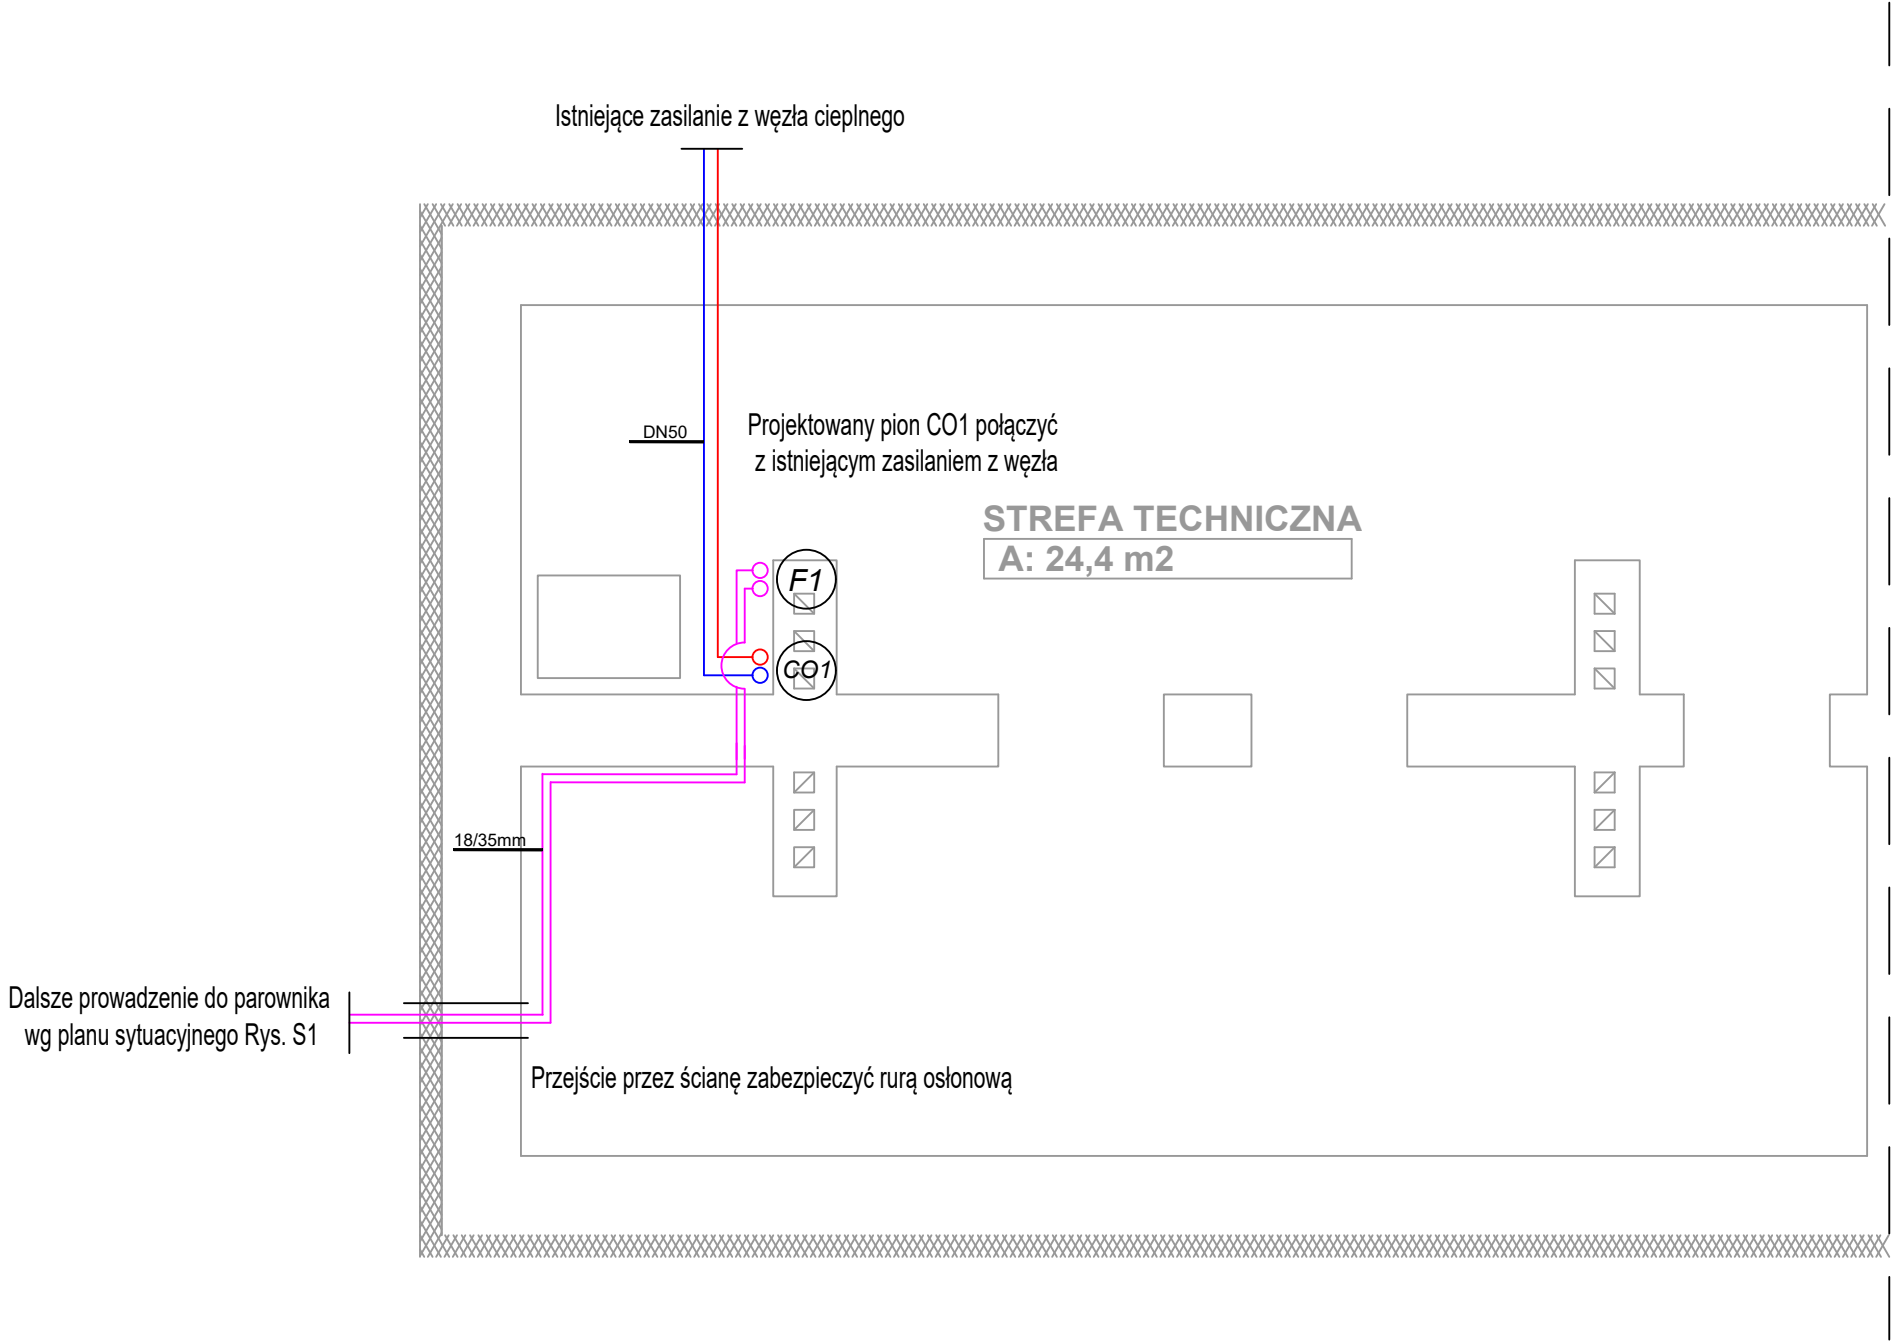 Istniejące zasilanie z węzła cieplnego
DN50
Projektowany pion CO1 połączyć
z istniejącym zasilaniem z węzła
STREFA TECHNICZNA
A: 24,4 m2
F1
CO1
18/35mm
Dalsze prowadzenie do parownika
wg planu sytuacyjnego Rys. S1
Przejście przez ścianę zabezpieczyć rurą osłonową